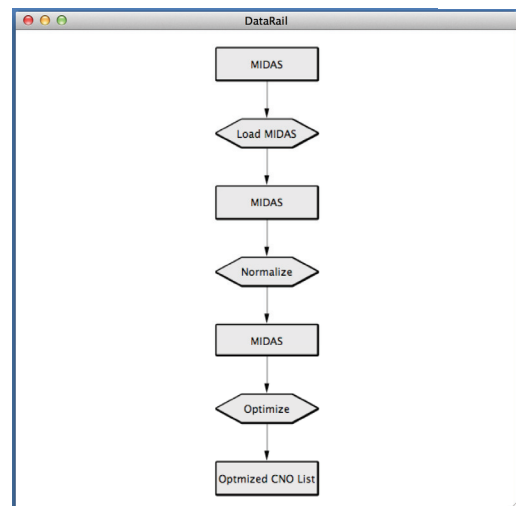 DataRail
MIDAS
Load MIDAS
MIDAS
Normalize
MIDAS
Optimize
Optmized CNO List